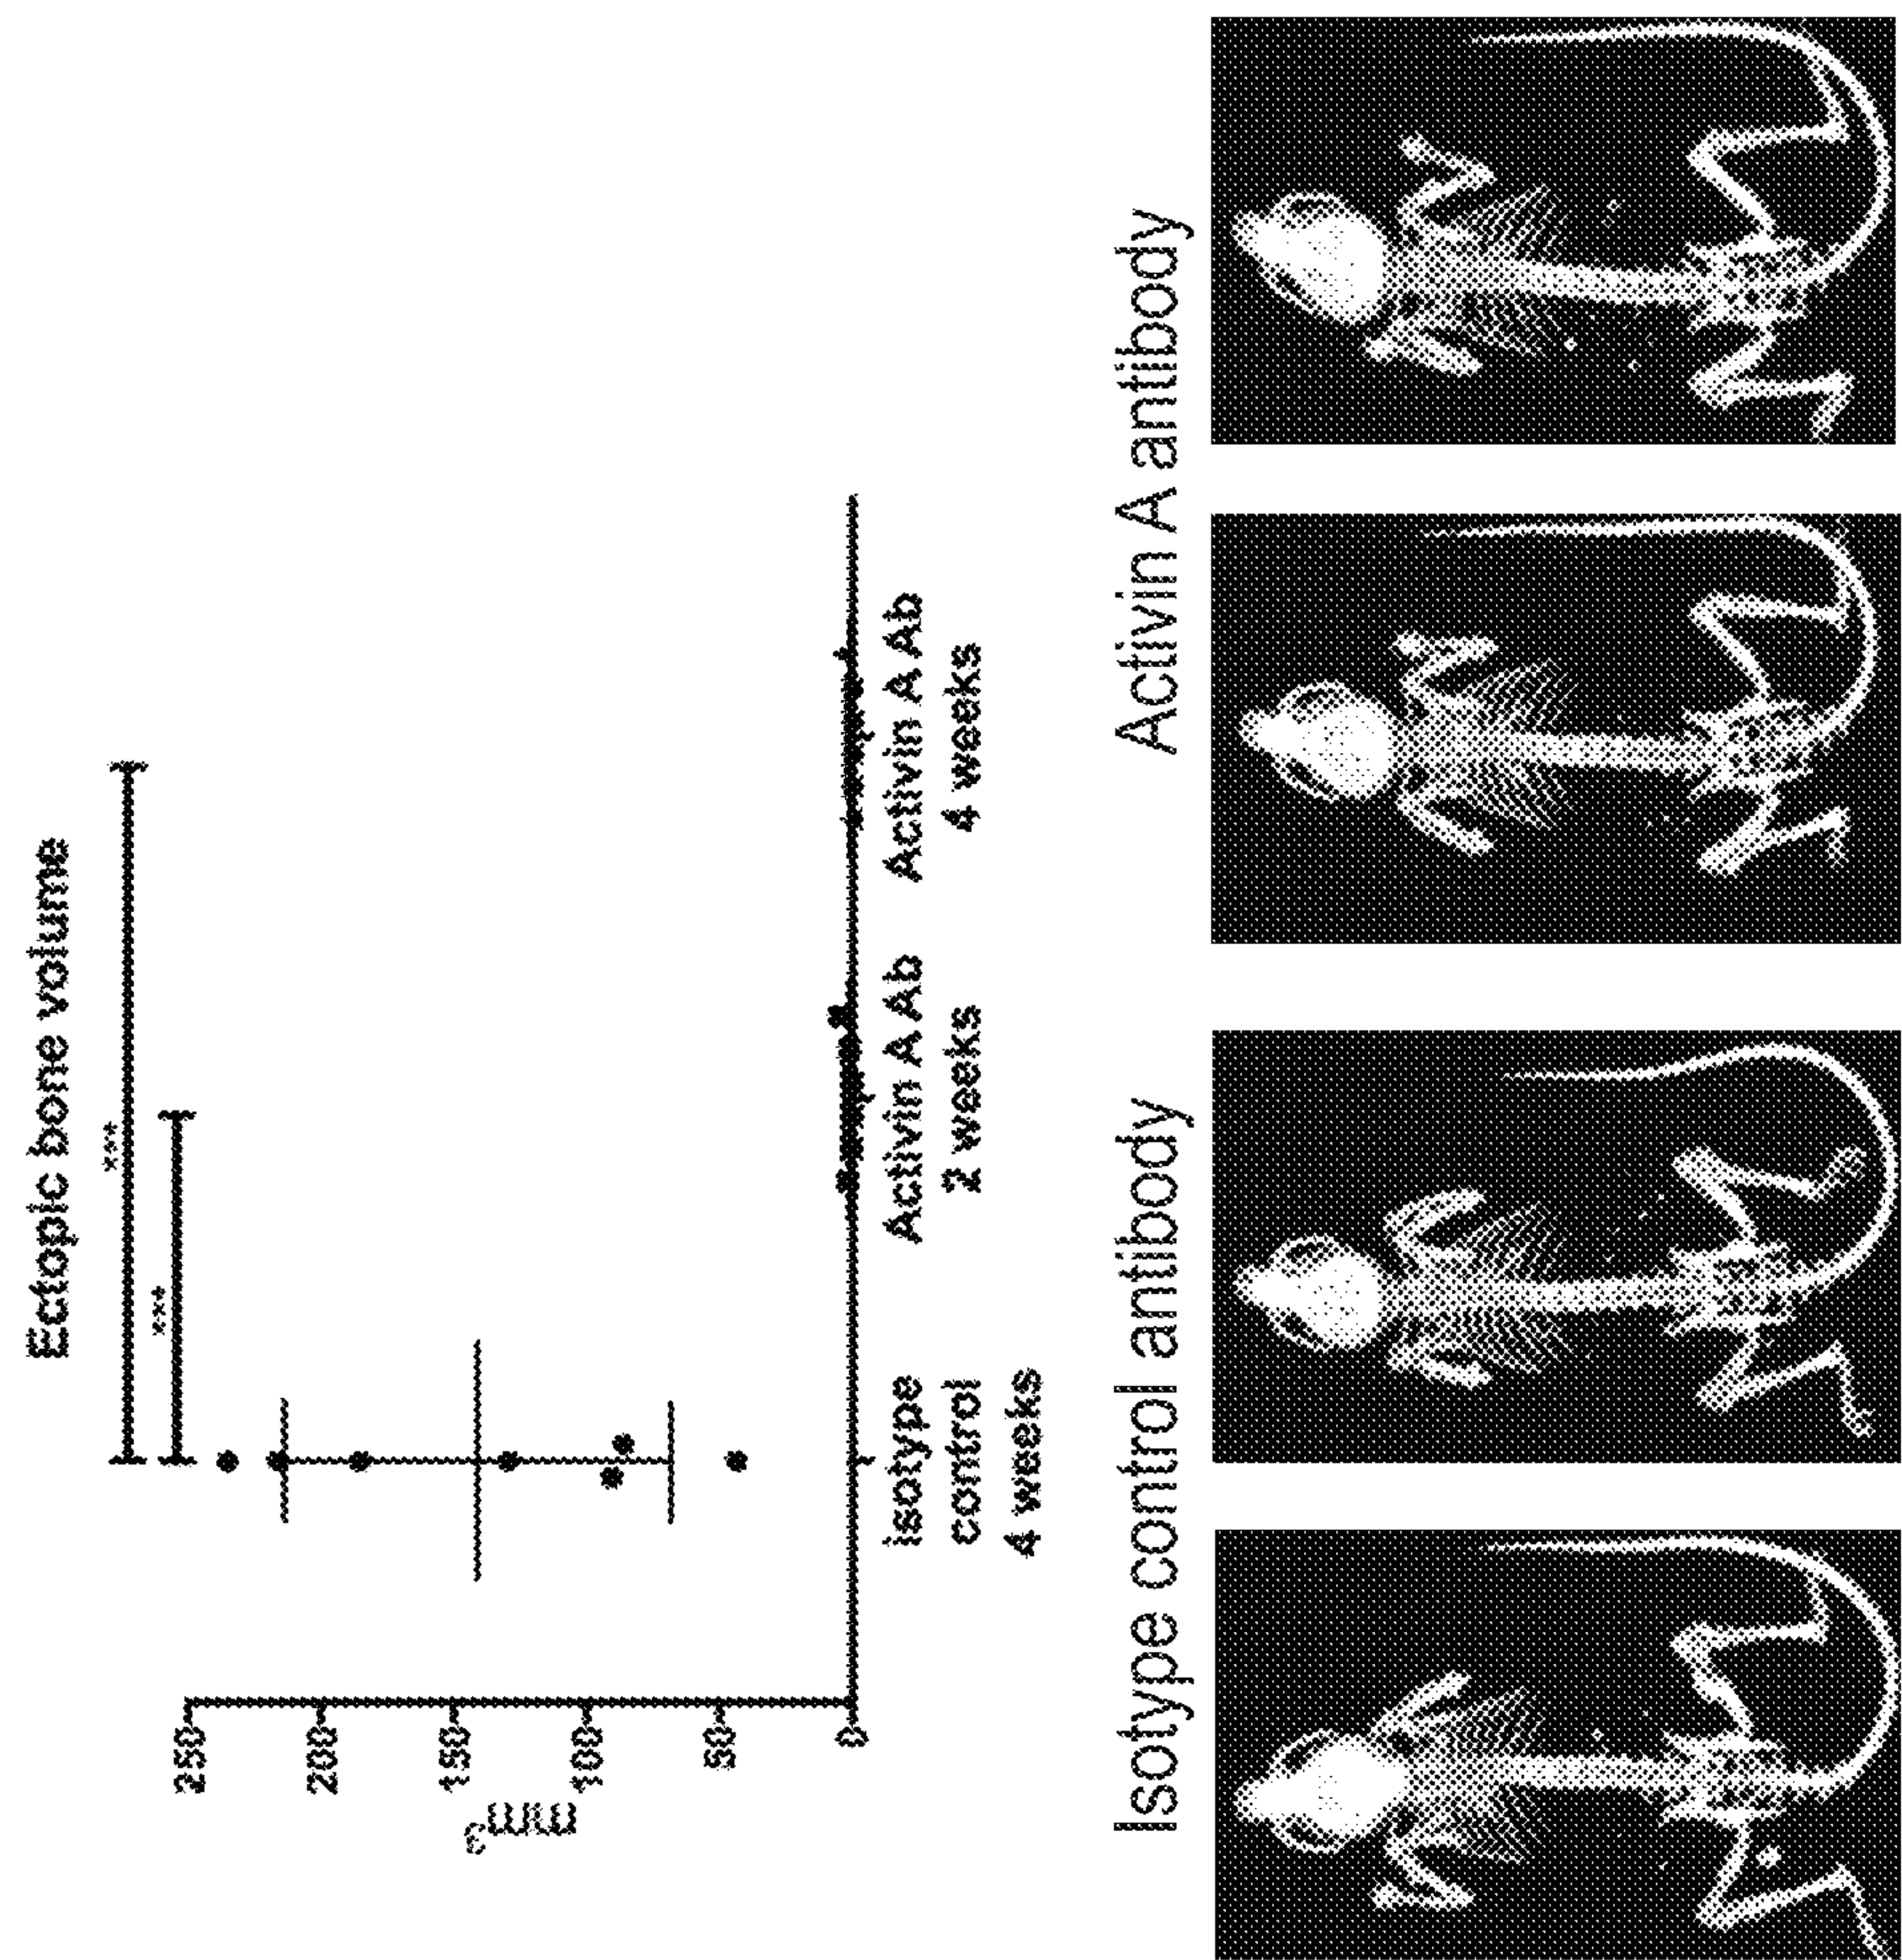 Ectopic bone volume
***
***
mm³
250
200
150
100
50
0
isotype
control
4 weeks
Activin A Ab
2 weeks
Activin A Ab
4 weeks
Isotype control antibody
Activin A antibody